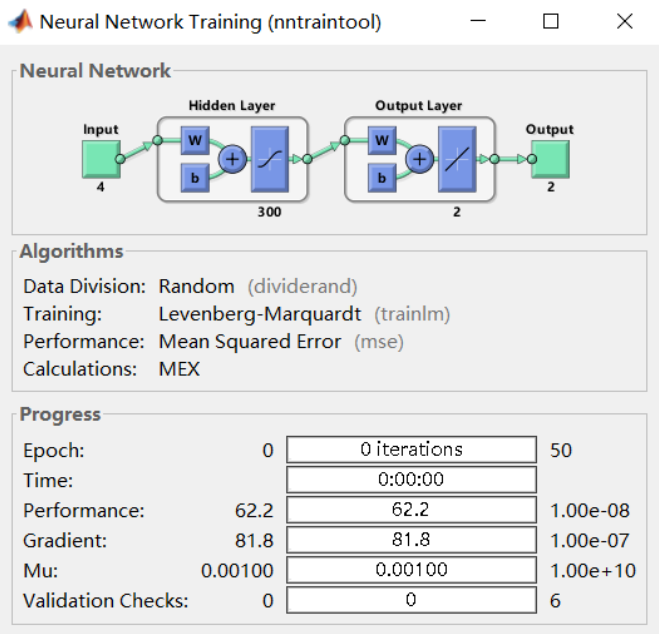 Neural Network Training (nntraintool)
Neural Network
Hidden Layer Output Layer
Input Output
W W
b b
4 2
300 2
Algorithms
Data Division: Random (dividerand)
Training: Levenberg-Marquardt (trainlm)
Performance: Mean Squared Error (mse)
Calculations: MEX
Progress
Epoch: 0 0 iterations 50
Time: 0:00:00
Performance: 62.2 62.2 1.00e-08
Gradient: 81.8 81.8 1.00e-07
Mu: 0.00100 0.00100 1.00e+10
Validation Checks: 0 0 6